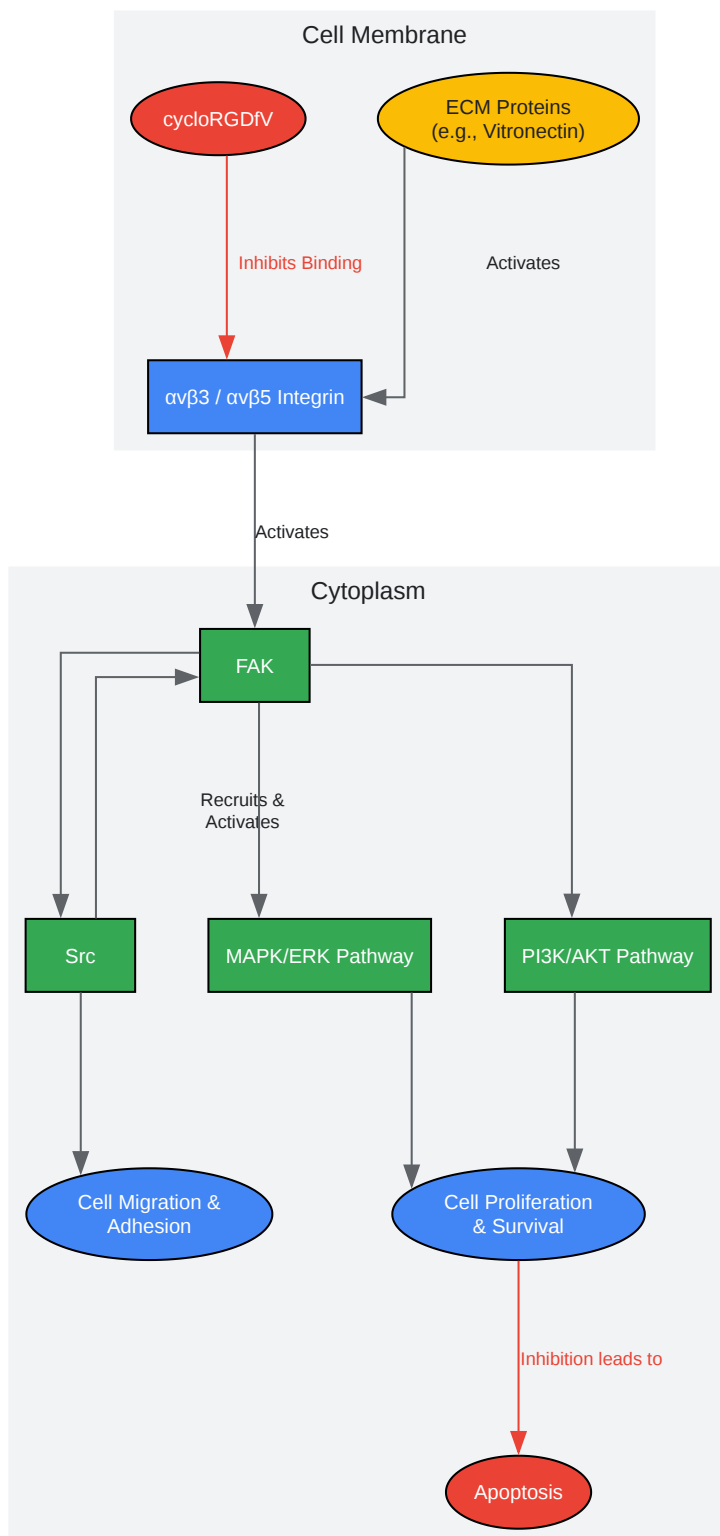 Cell Membrane
cycloRGDfV
ECM Proteins
(e.g., Vitronectin)
Inhibits Binding
Activates
αvβ3 / αvβ5 Integrin
Activates
Cytoplasm
FAK
Recruits &
Activates
Src
MAPK/ERK Pathway
PI3K/AKT Pathway
Cell Migration &
Adhesion
Cell Proliferation
& Survival
Inhibition leads to
Apoptosis